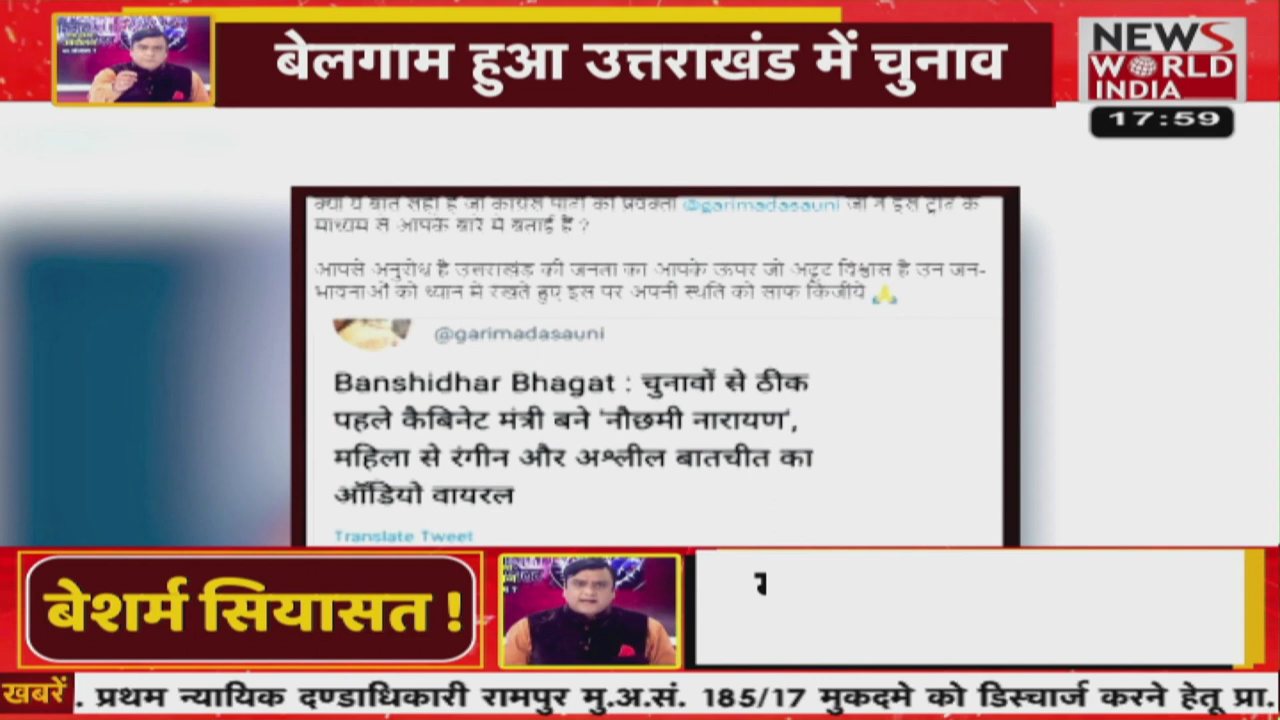 बेलगाम हुआ उत्तराखंड में चुनाव
NEWS
WORLD
INDIA
17:59
क्या ये बात सही है जो कांग्रेस पार्टी की प्रवक्ता @garimadasauni जी ने इस ट्वीट के
माध्यम से आपके बारे में बताई हैं ?
आपसे अनुरोध है उत्तराखंड की जनता का आपके ऊपर जो अटूट विश्वास है उन जन-
भावनाओं को ध्यान में रखते हुए इस पर अपनी स्थति को साफ किजीये 🙏
@garimadasauni
Banshidhar Bhagat : चुनावों से ठीक
पहले कैबिनेट मंत्री बने 'नौछमी नारायण',
महिला से रंगीन और अश्लील बातचीत का
ऑडियो वायरल
Translate Tweet
बेशर्म सियासत !
खबरें . प्रथम न्यायिक दण्डाधिकारी रामपुर मु.अ.सं. 185/17 मुकदमे को डिस्चार्ज करने हेतू प्रा.